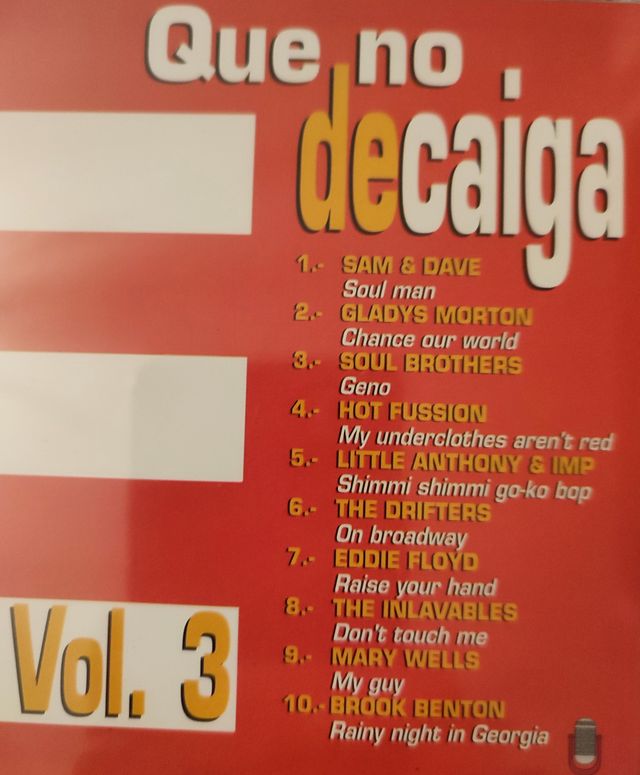 Que no
decaiga
1.- SAM & DAVE
Soul man
2.- GLADYS MORTON
Chance our world
3.- SOUL BROTHERS
Geno
4.- HOT FUSSION
My underclothes aren't red
5.- LITTLE ANTHONY & IMP
Shimmi shimmi go-ko bop
6.- THE DRIFTERS
On broadway
7.- EDDIE FLOYD
Raise your hand
8.- THE INLAVABLES
Don't touch me
9.- MARY WELLS
My guy
10.- BROOK BENTON
Rainy night in Georgia
Vol. 3